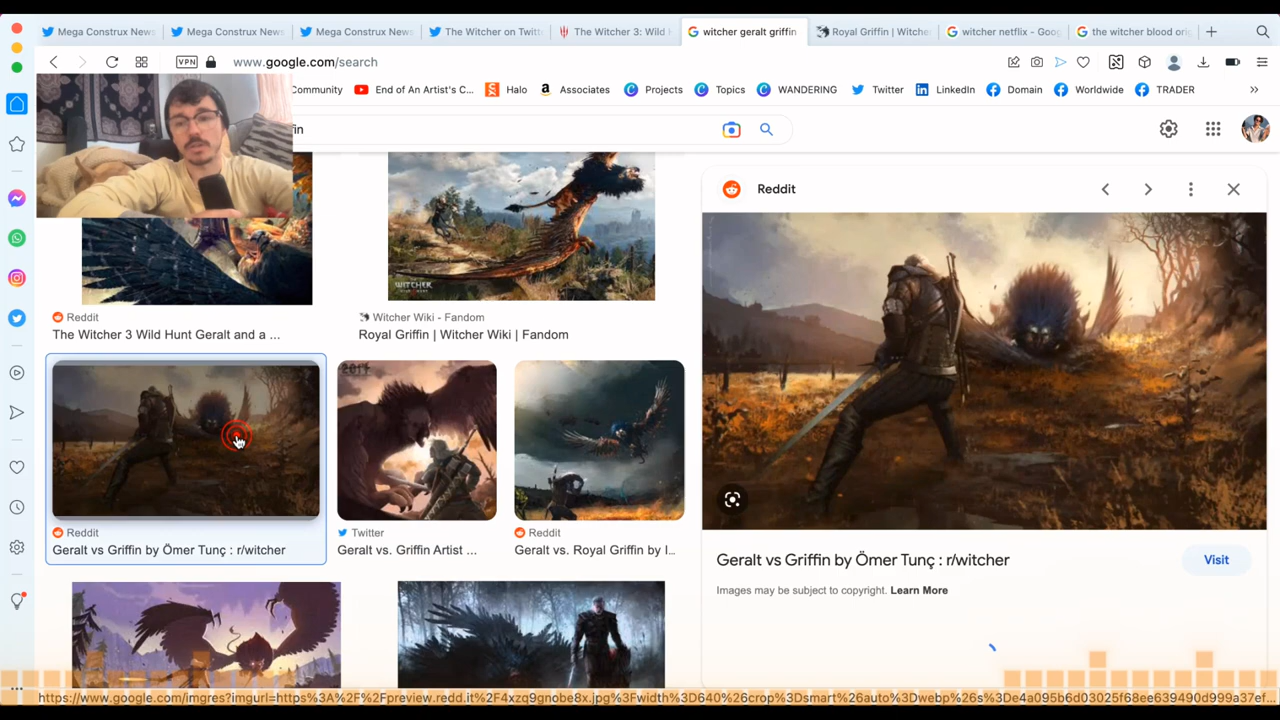 Mega Construx News
Mega Construx News
Mega Construx News
The Witcher on Twitt
The Witcher 3: Wild
witcher geralt griffin
Royal Griffin | Witche
witcher netflix - Goo
the witcher blood ori
VPN
www.google.com/search
Community
End of An Artist's C...
Halo
Associates
Projects
Topics
WANDERING
Twitter
LinkedIn
Domain
Worldwide
TRADER
fin
Reddit
WITCHER
Reddit
The Witcher 3 Wild Hunt Geralt and a ...
Witcher Wiki - Fandom
Royal Griffin | Witcher Wiki | Fandom
2017
Reddit
Geralt vs Griffin by Ömer Tunç : r/witcher
Twitter
Geralt vs. Griffin Artist ...
Reddit
Geralt vs. Royal Griffin by I...
Geralt vs Griffin by Ömer Tunç : r/witcher
Visit
Images may be subject to copyright. Learn More
https://www.google.com/imgres?imgurl=https%3A%2F%2Fpreview.redd.it%2F4xzq9gnobe8x.jpg%3Fwidth%3D640%26crop%3Dsmart%26auto%3Dwebp%26s%3De4a095b6d03025f68ee639490d999a37ef...